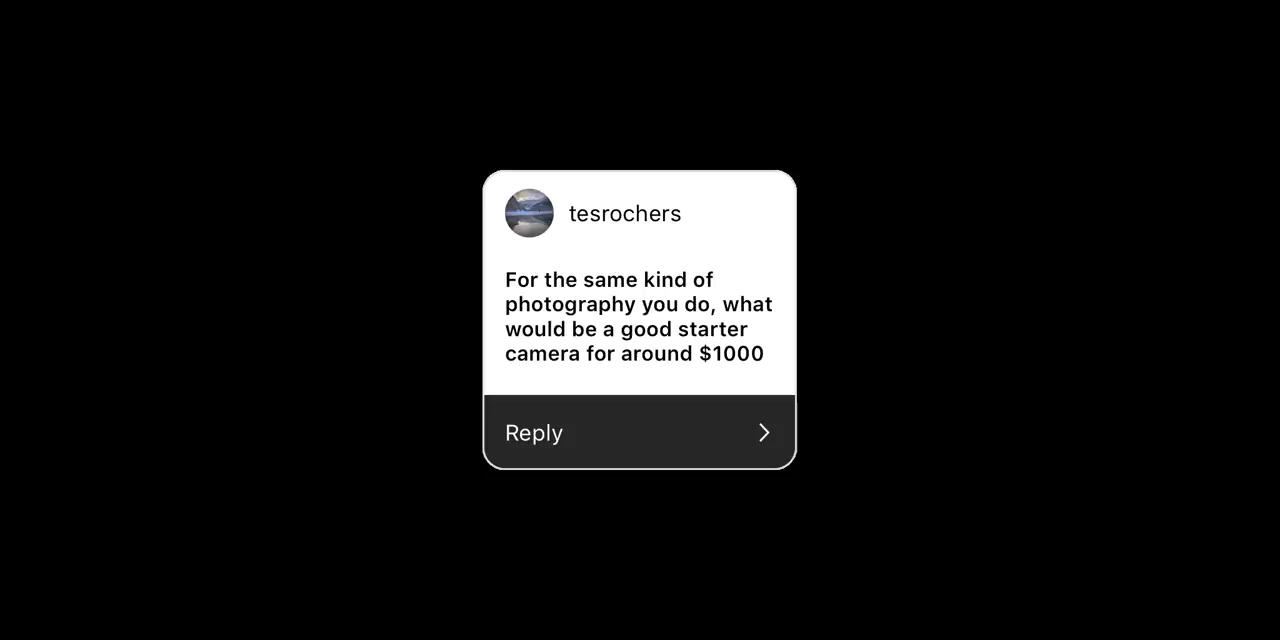 tesrochers
For the same kind of
photography you do, what
would be a good starter
camera for around $1000
Reply